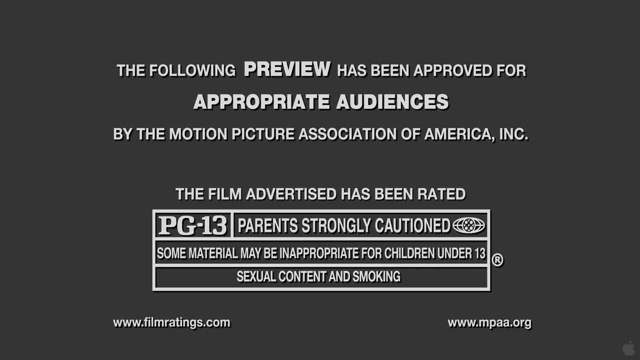 THE FOLLOWING PREVIEW HAS BEEN APPROVED FOR
APPROPRIATE AUDIENCES
BY THE MOTION PICTURE ASSOCIATION OF AMERICA, INC.
THE FILM ADVERTISED HAS BEEN RATED
PG-13 PARENTS STRONGLY CAUTIONED
SOME MATERIAL MAY BE INAPPROPRIATE FOR CHILDREN UNDER 13 ®
SEXUAL CONTENT AND SMOKING
www.filmratings.com www.mpaa.org